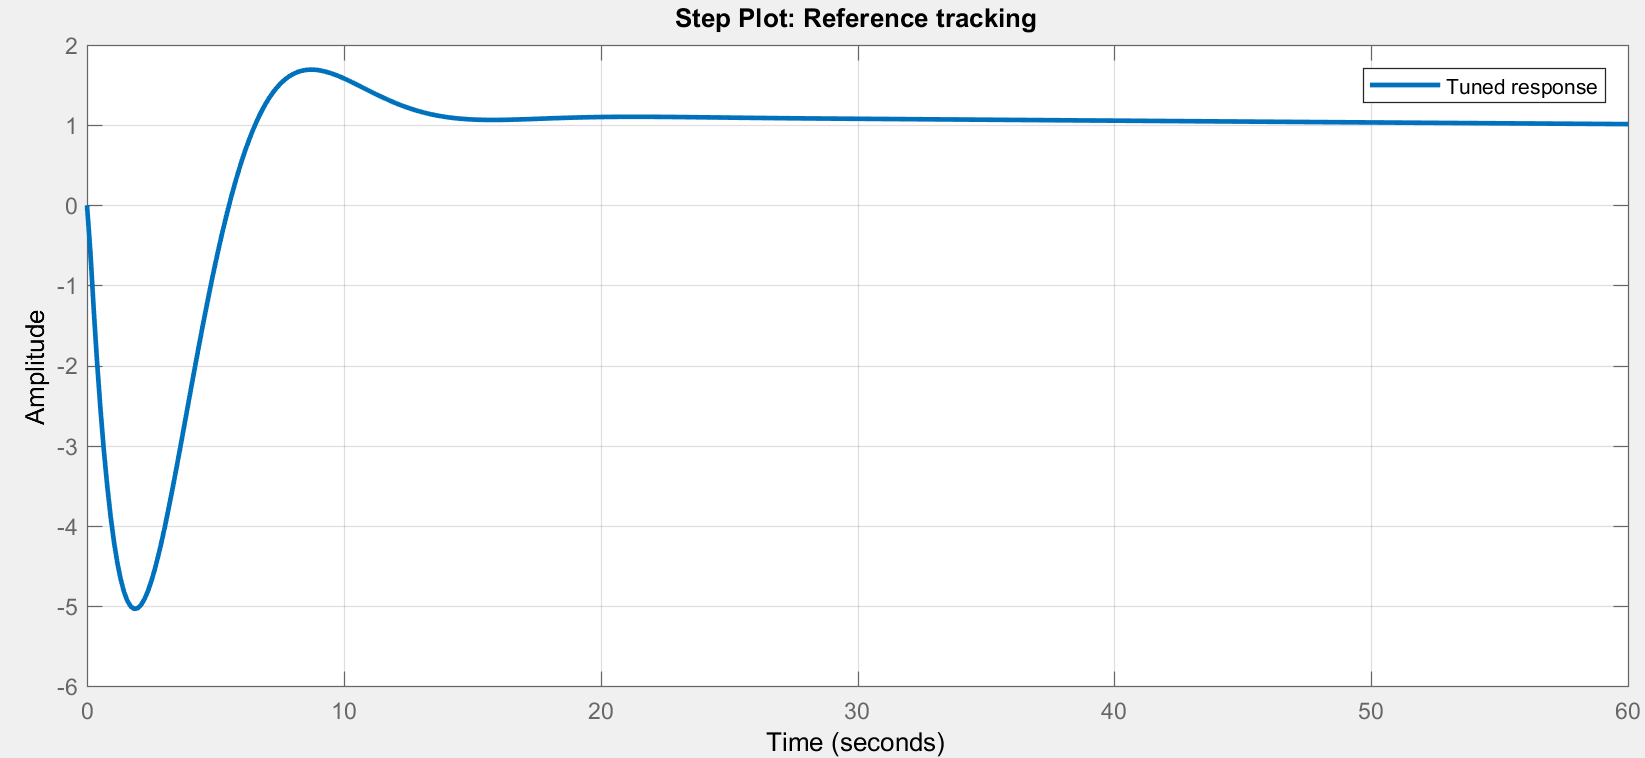 Step Plot: Reference tracking
Tuned response
2
1
0
-1
-2
-3
-4
-5
-6
Amplitude
0 10 20 30 40 50 60
Time (seconds)